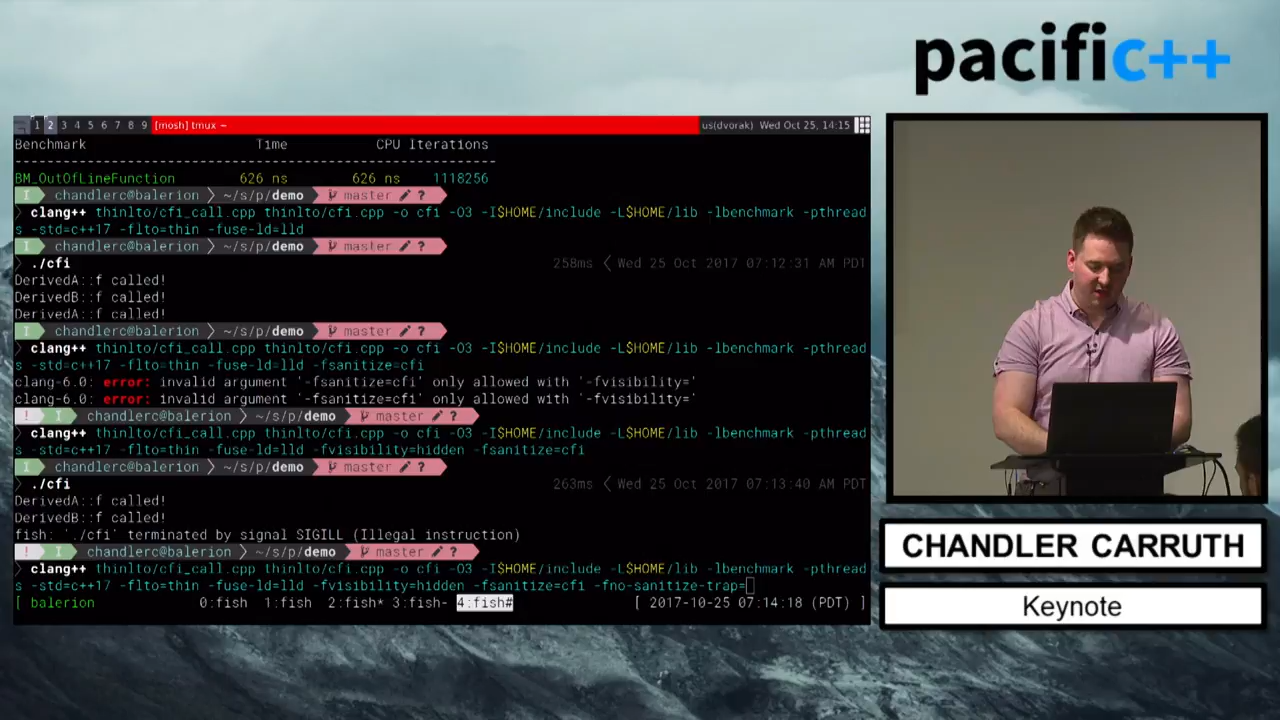 pacific++
1 2 3 4 5 6 7 8 9 [mosh] tmux ~ us(dvorak) Wed Oct 25, 14:15
Benchmark Time CPU Iterations
-----------------------------------------------------
BM_OutOfLineFunction 626 ns 626 ns 1118256
I chandlerc@balerion ~/s/p/demo master ?
clang++ thinlto/cfi_call.cpp thinlto/cfi.cpp -o cfi -O3 -I$HOME/include -L$HOME/lib -lbenchmark -pthread
s -std=c++17 -flto=thin -fuse-ld=lld
I chandlerc@balerion ~/s/p/demo master ?
./cfi 258ms < Wed 25 Oct 2017 07:12:31 AM PDT
DerivedA::f called!
DerivedB::f called!
DerivedA::f called!
I chandlerc@balerion ~/s/p/demo master ?
clang++ thinlto/cfi_call.cpp thinlto/cfi.cpp -o cfi -O3 -I$HOME/include -L$HOME/lib -lbenchmark -pthread
s -std=c++17 -flto=thin -fuse-ld=lld -fsanitize=cfi
clang-6.0: error: invalid argument '-fsanitize=cfi' only allowed with '-fvisibility='
clang-6.0: error: invalid argument '-fsanitize=cfi' only allowed with '-fvisibility='
! I chandlerc@balerion ~/s/p/demo master ?
clang++ thinlto/cfi_call.cpp thinlto/cfi.cpp -o cfi -O3 -I$HOME/include -L$HOME/lib -lbenchmark -pthread
s -std=c++17 -flto=thin -fuse-ld=lld -fvisibility=hidden -fsanitize=cfi
I chandlerc@balerion ~/s/p/demo master ?
./cfi 263ms < Wed 25 Oct 2017 07:13:40 AM PDT
DerivedA::f called!
DerivedB::f called!
fish: './cfi' terminated by signal SIGILL (Illegal instruction)
! I chandlerc@balerion ~/s/p/demo master ?
clang++ thinlto/cfi_call.cpp thinlto/cfi.cpp -o cfi -O3 -I$HOME/include -L$HOME/lib -lbenchmark -pthread
s -std=c++17 -flto=thin -fuse-ld=lld -fvisibility=hidden -fsanitize=cfi -fno-sanitize-trap=
[ balerion 0:fish 1:fish 2:fish* 3:fish- 4:fish# [ 2017-10-25 07:14:18 (PDT) ]
CHANDLER CARRUTH
Keynote